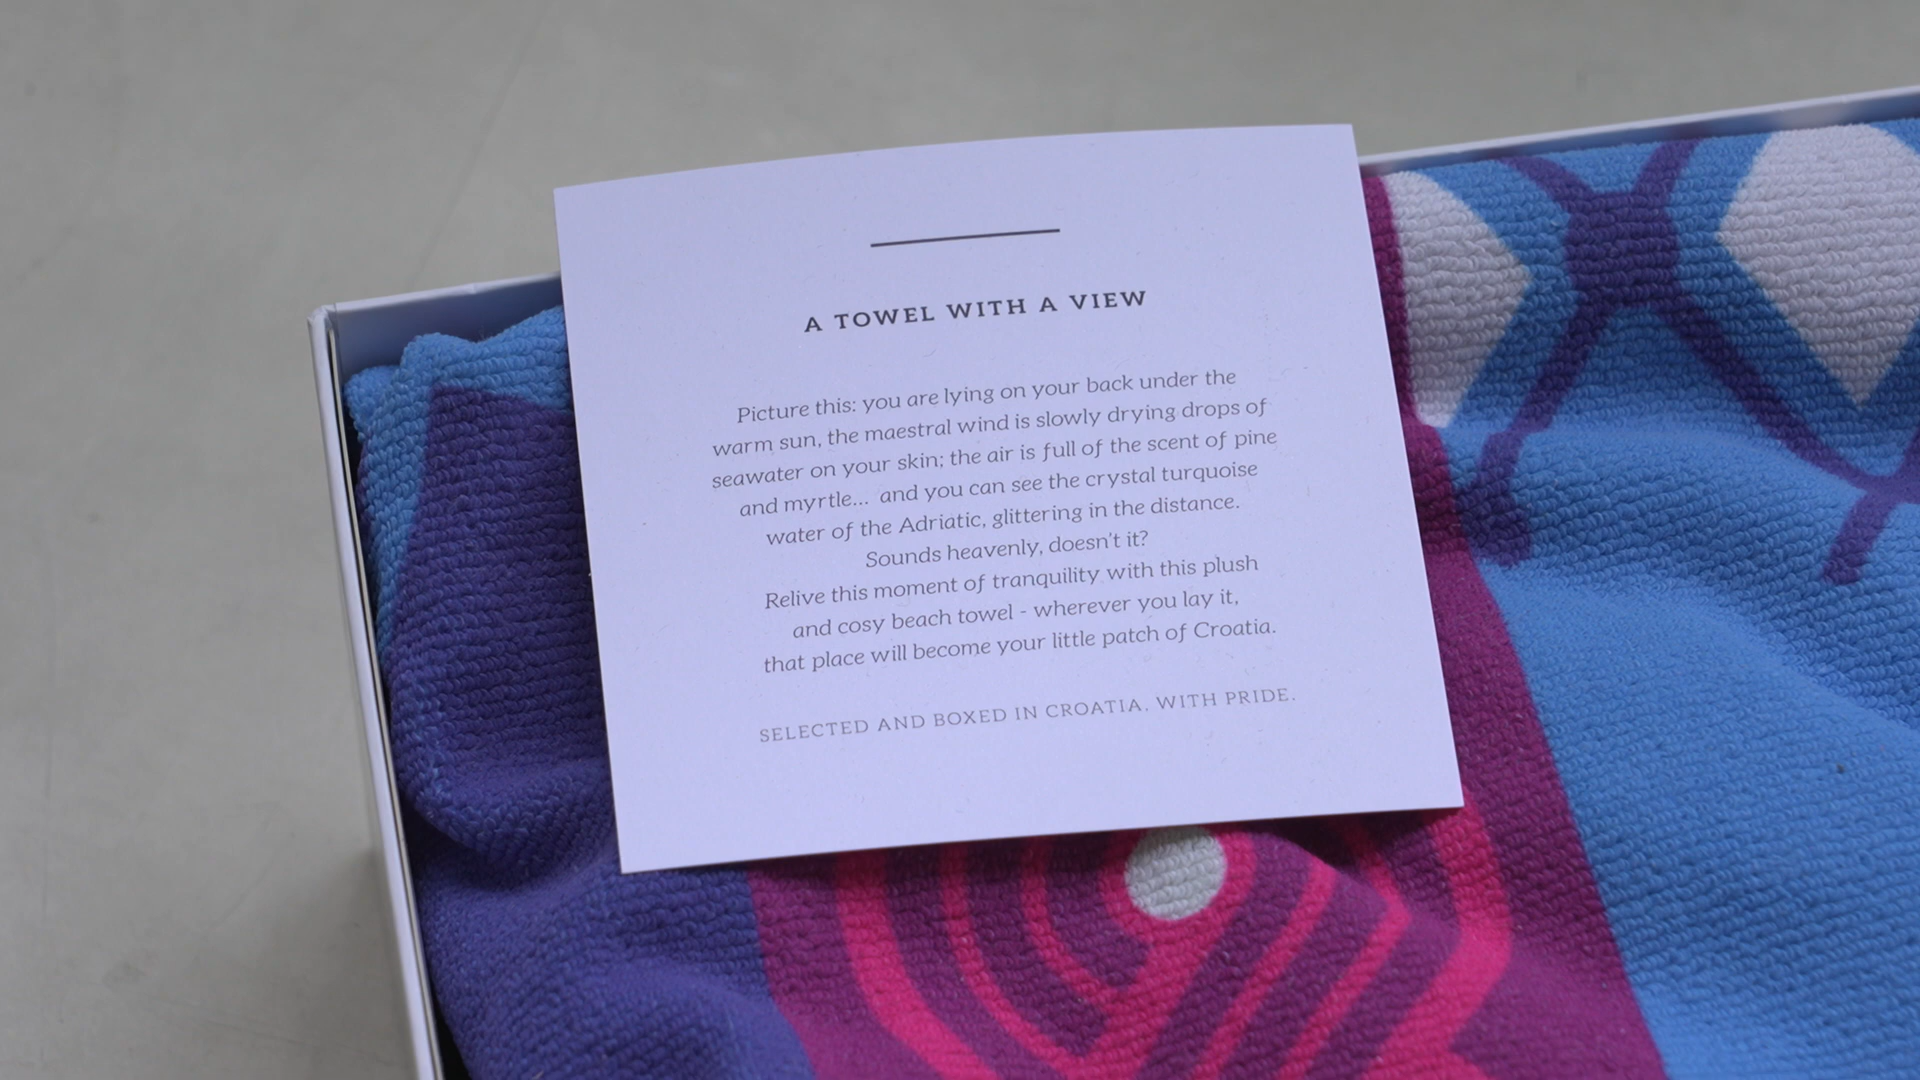 A TOWEL WITH A VIEW
Picture this: you are lying on your back under the
warm sun, the maestral wind is slowly drying drops of
seawater on your skin; the air is full of the scent of pine
and myrtle... and you can see the crystal turquoise
water of the Adriatic, glittering in the distance.
Sounds heavenly, doesn't it?
Relive this moment of tranquility with this plush
and cosy beach towel - wherever you lay it,
that place will become your little patch of Croatia.
SELECTED AND BOXED IN CROATIA. WITH PRIDE.